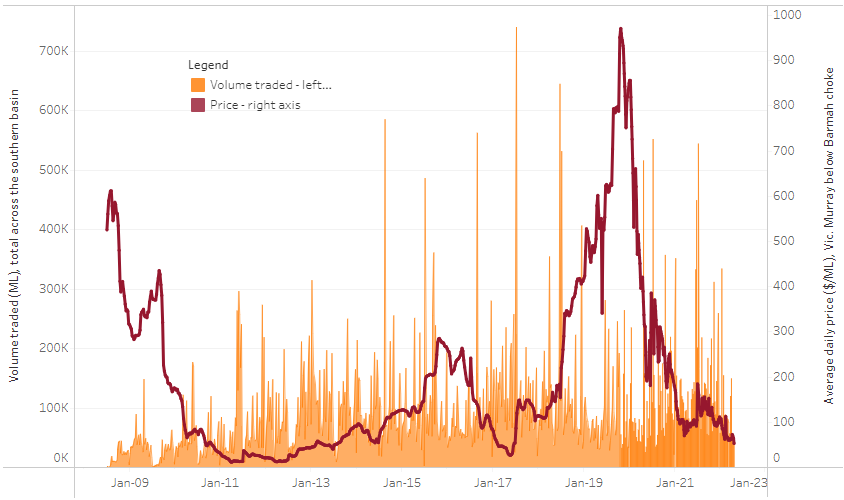 Volume traded (ML), total across the southern basin
700K
600K
500K
400K
300K
200K
100K
0K
Legend
Volume traded - left...
Price - right axis
1000
900
800
700
600
500
400
300
200
100
0
Average daily price ($/ML), Vic. Murray below Barmah choke
Jan-09
Jan-11
Jan-13
Jan-15
Jan-17
Jan-19
Jan-21
Jan-23